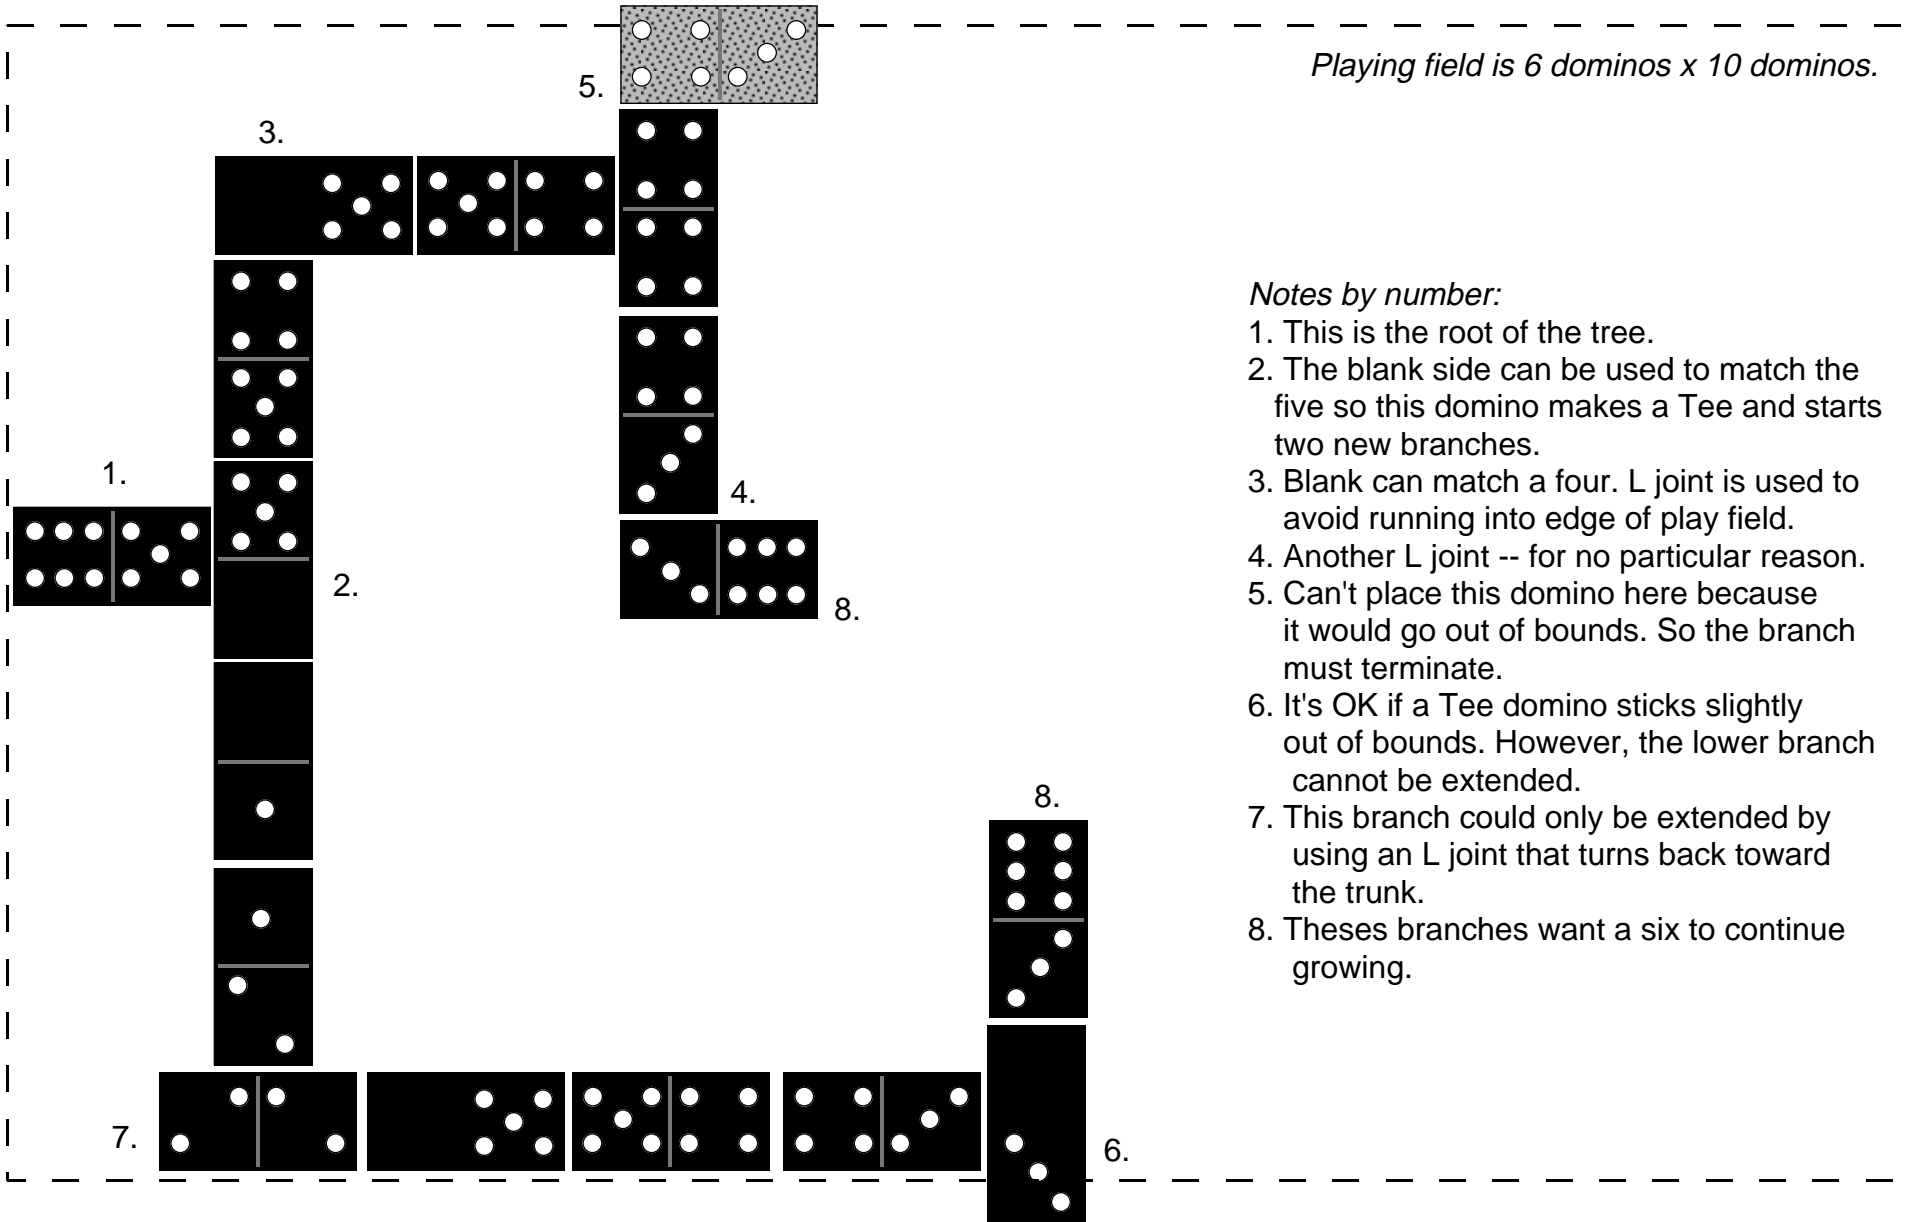 Playing field is 6 dominos x 10 dominos.
5.
3.
1.
2.
4.
8.
8.
7.
6.
Notes by number:
1. This is the root of the tree.
2. The blank side can be used to match the
five so this domino makes a Tee and starts
two new branches.
3. Blank can match a four. L joint is used to
avoid running into edge of play field.
4. Another L joint -- for no particular reason.
5. Can't place this domino here because
it would go out of bounds. So the branch
must terminate.
6. It's OK if a Tee domino sticks slightly
out of bounds. However, the lower branch
cannot be extended.
7. This branch could only be extended by
using an L joint that turns back toward
the trunk.
8. Theses branches want a six to continue
growing.